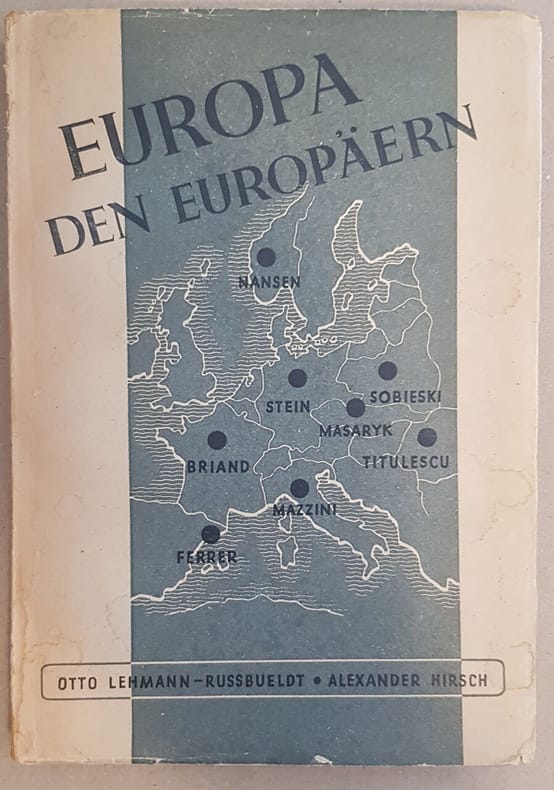 EUROPA
DEN EUROPÄERN
NANSEN
SOBIESKI
STEIN
MASARYK
BRIAND
TITULESCU
MAZZINI
FERRER
OTTO LEHMANN-RUSSBUELDT • ALEXANDER HIRSCH